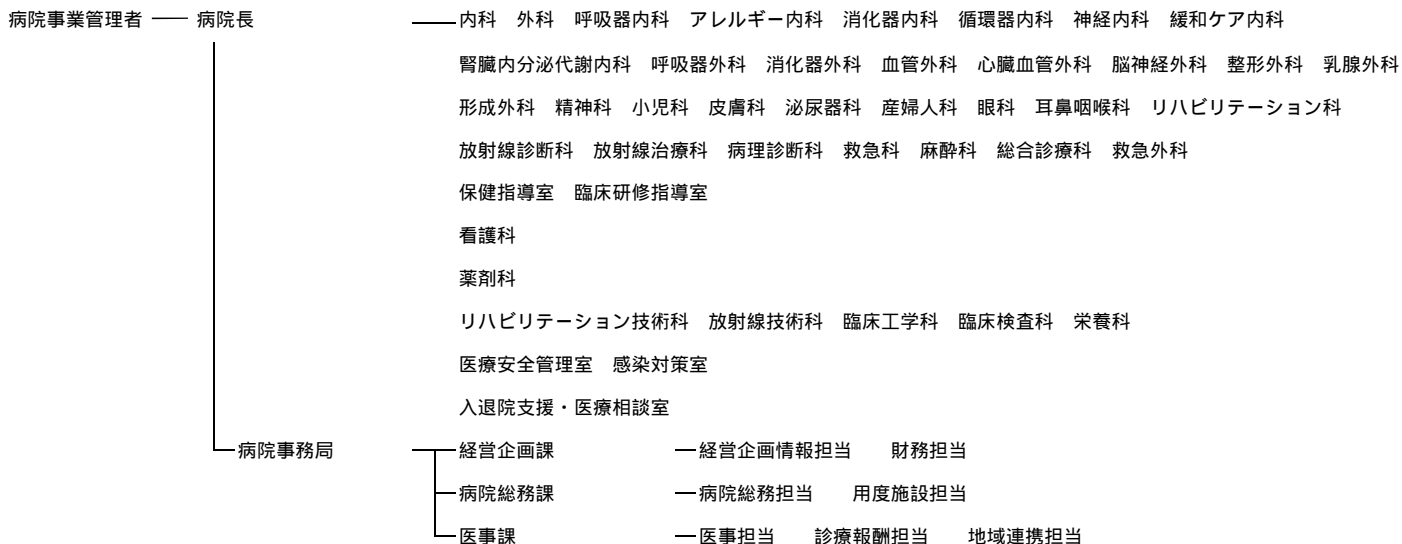 病院事業管理者 病院長 内科 外科 呼吸器内科 アレルギー内科 消化器内科 循環器内科 神経内科 緩和ケア内科
腎臓内分泌代謝内科 呼吸器外科 消化器外科 血管外科 心臓血管外科 脳神経外科 整形外科 乳腺外科
形成外科 精神科 小児科 皮膚科 泌尿器科 産婦人科 眼科 耳鼻咽喉科 リハビリテーション科
放射線診断科 放射線治療科 病理診断科 救急科 麻酔科 総合診療科 救急外科
保健指導室 臨床研修指導室
看護科
薬剤科
リハビリテーション技術科 放射線技術科 臨床工学科 臨床検査科 栄養科
医療安全管理室 感染対策室
入退院支援・医療相談室
病院事務局 経営企画課 経営企画情報担当 財務担当
病院総務課 病院総務担当 用度施設担当
医事課 医事担当 診療報酬担当 地域連携担当